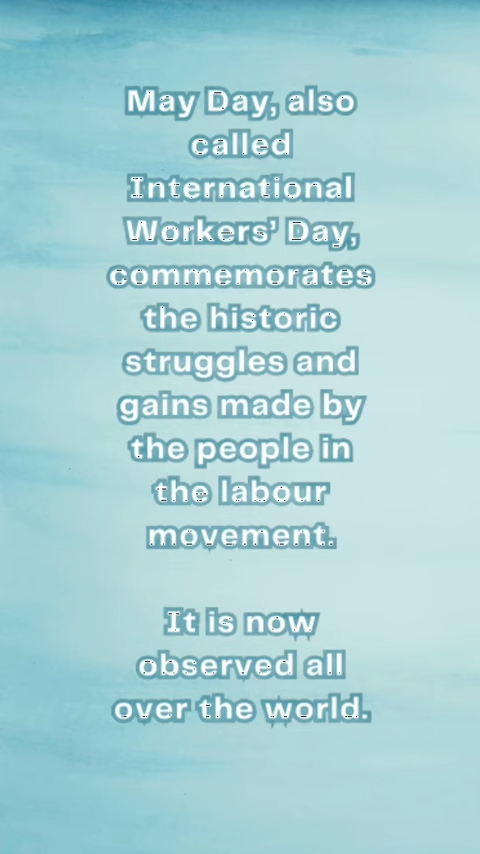 May Day, also
called
International
Workers’ Day,
commemorates
the historic
struggles and
gains made by
the people in
the labour
movement.
It is now
observed all
over the world.